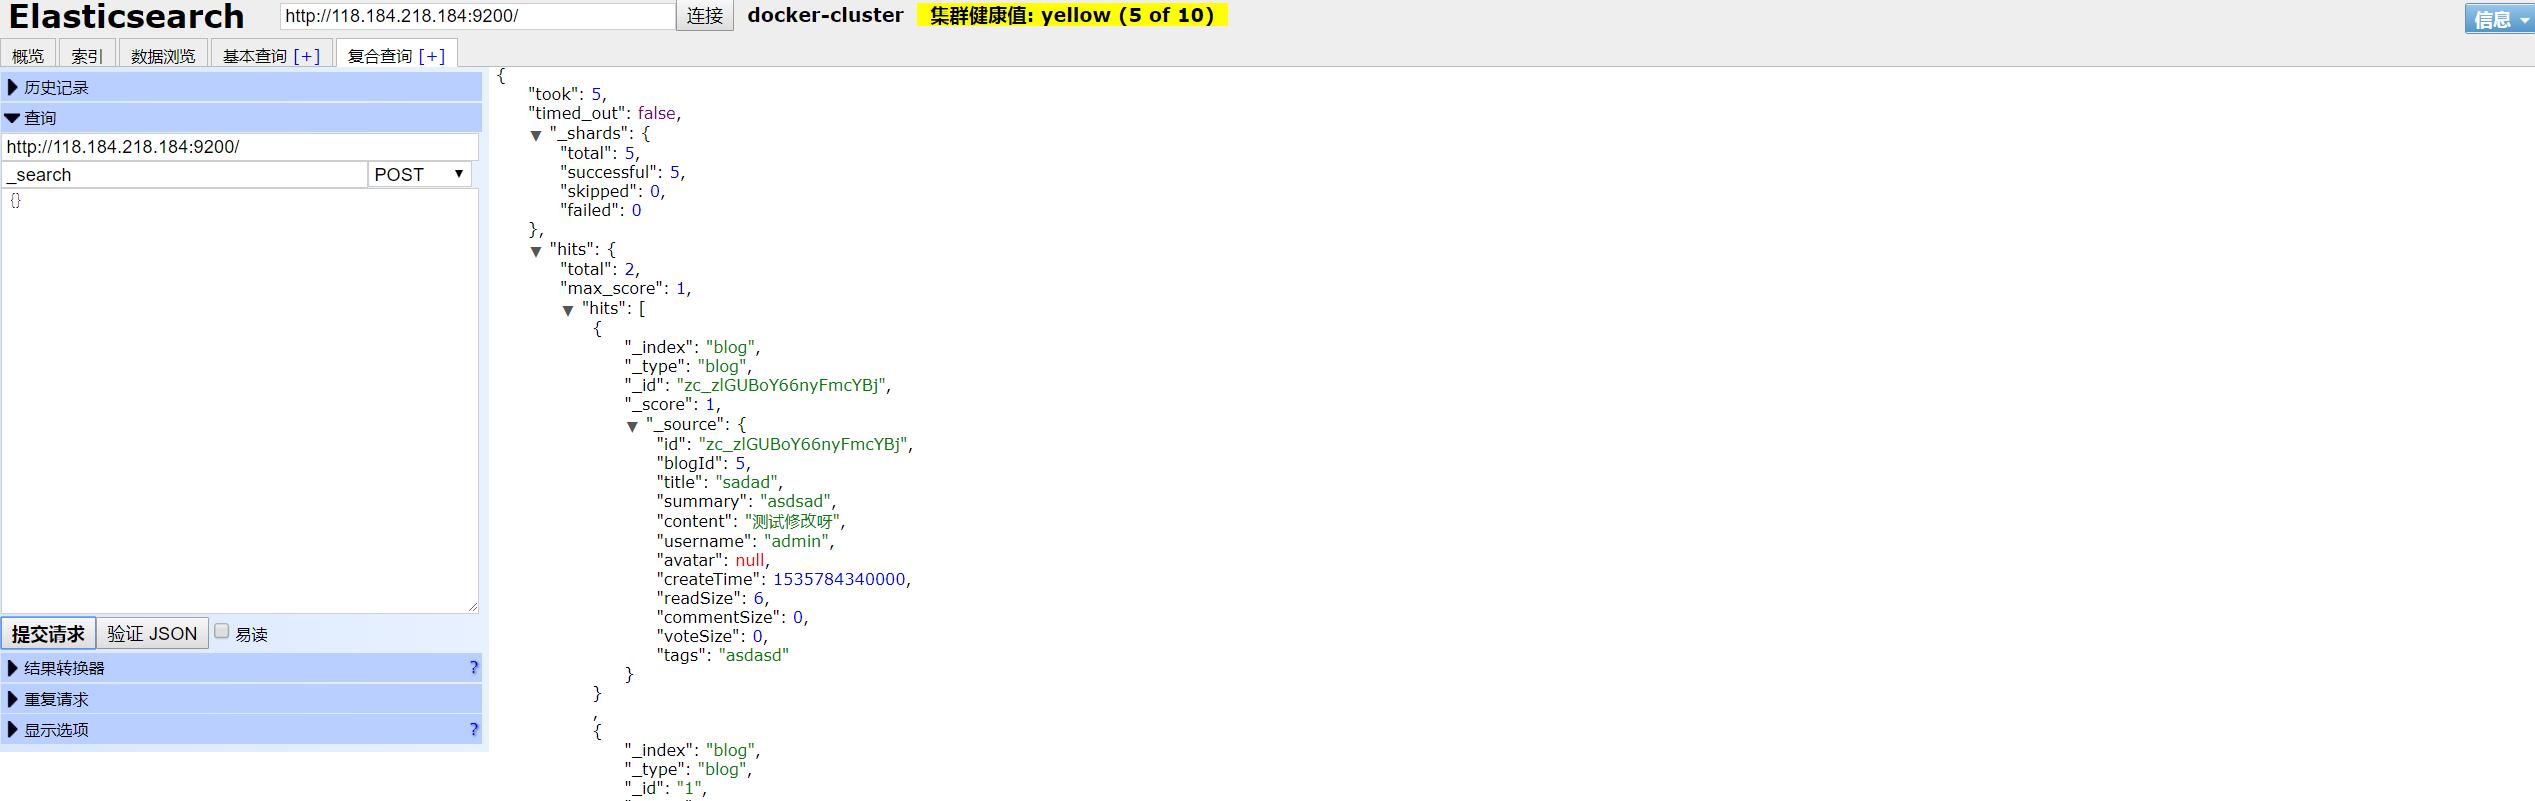 Elasticsearch
http://118.184.218.184:9200/
连接
docker-cluster
集群健康值: yellow (5 of 10)
信息
概览
索引
数据浏览
基本查询 [+]
复合查询 [+]
历史记录
查询
http://118.184.218.184:9200/
_search
POST
{}
提交请求
验证 JSON
易读
结果转换器 ?
重复请求
显示选项 ?
{
"took": 5,
"timed_out": false,
"_shards": {
"total": 5,
"successful": 5,
"skipped": 0,
"failed": 0
},
"hits": {
"total": 2,
"max_score": 1,
"hits": [
{
"_index": "blog",
"_type": "blog",
"_id": "zc_zlGUBoY66nyFmcYBj",
"_score": 1,
"_source": {
"id": "zc_zlGUBoY66nyFmcYBj",
"blogId": 5,
"title": "sadad",
"summary": "asdsad",
"content": "测试修改呀",
"username": "admin",
"avatar": null,
"createTime": 1535784340000,
"readSize": 6,
"commentSize": 0,
"voteSize": 0,
"tags": "asdasd"
}
}
,
{
"_index": "blog",
"_type": "blog",
"_id": "1",